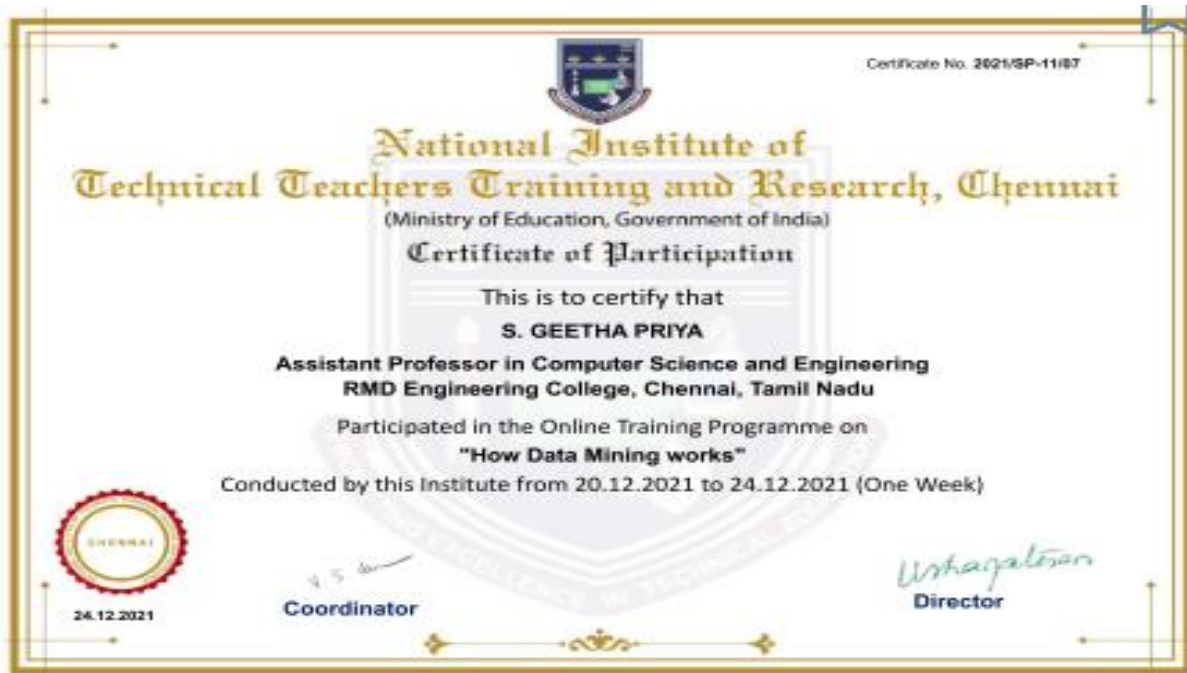 Certificate No. 2021/SP-11/07
National Institute of
Technical Teachers Training and Research, Chennai
(Ministry of Education, Government of India)
Certificate of Participation
This is to certify that
S. GEETHA PRIYA
Assistant Professor in Computer Science and Engineering
RMD Engineering College, Chennai, Tamil Nadu
Participated in the Online Training Programme on
"How Data Mining works"
Conducted by this Institute from 20.12.2021 to 24.12.2021 (One Week)
CHENNAI
24.12.2021
Coordinator
Director